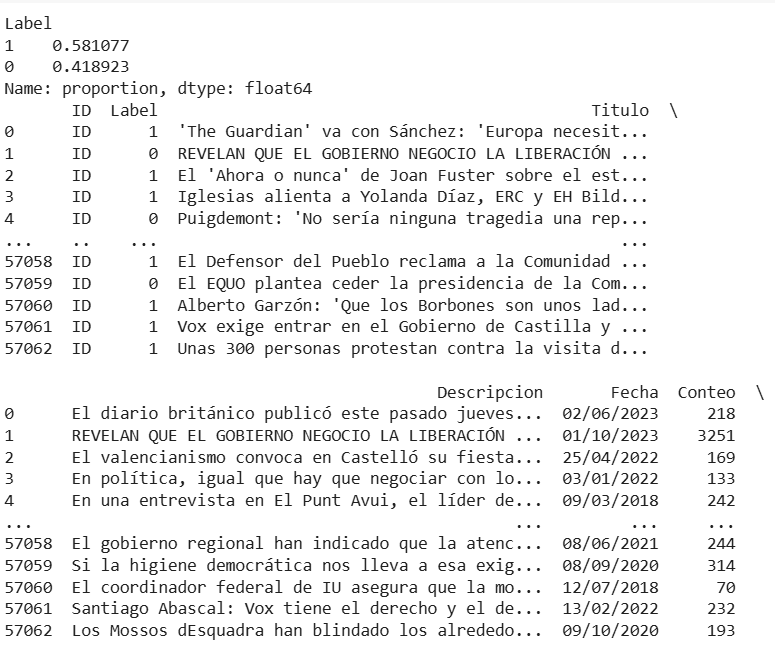 Label
1    0.581077
0    0.418923
Name: proportion, dtype: float64
       ID  Label                                             Titulo  \
0      ID      1  'The Guardian' va con Sánchez: 'Europa necesit...
1      ID      0  REVELAN QUE EL GOBIERNO NEGOCIO LA LIBERACIÓN ...
2      ID      1  El 'Ahora o nunca' de Joan Fuster sobre el est...
3      ID      1  Iglesias alienta a Yolanda Díaz, ERC y EH Bild...
4      ID      0  Puigdemont: 'No sería ninguna tragedia una rep...
...    ..    ...                                                ...
57058  ID      1  El Defensor del Pueblo reclama a la Comunidad ...
57059  ID      0  El EQUO plantea ceder la presidencia de la Com...
57060  ID      1  Alberto Garzón: 'Que los Borbones son unos lad...
57061  ID      1  Vox exige entrar en el Gobierno de Castilla y ...
57062  ID      1  Unas 300 personas protestan contra la visita d...
                                             Descripcion       Fecha  Conteo  \
0      El diario británico publicó este pasado jueves...  02/06/2023     218
1      REVELAN QUE EL GOBIERNO NEGOCIO LA LIBERACIÓN ...  01/10/2023    3251
2      El valencianismo convoca en Castelló su fiesta...  25/04/2022     169
3      En política, igual que hay que negociar con lo...  03/01/2022     133
4      En una entrevista en El Punt Avui, el líder de...  09/03/2018     242
...                                                  ...         ...     ...
57058  El gobierno regional han indicado que la atenc...  08/06/2021     244
57059  Si la higiene democrática nos lleva a esa exig...  08/09/2020     314
57060  El coordinador federal de IU asegura que la mo...  12/07/2018      70
57061  Santiago Abascal: Vox tiene el derecho y el de...  13/02/2022     232
57062  Los Mossos dEsquadra han blindado los alrededo...  09/10/2020     193